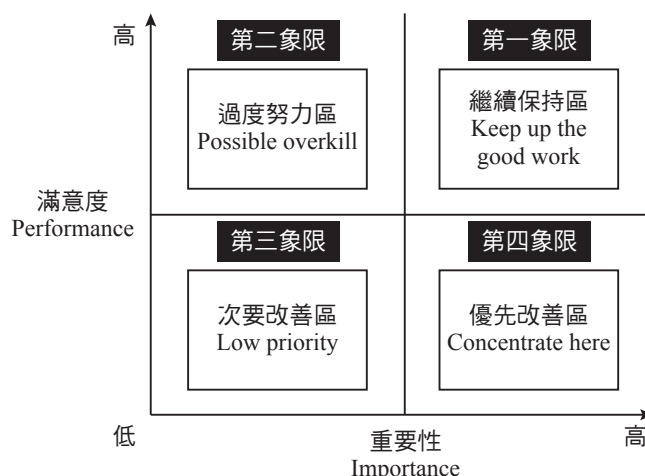 高
第二象限
第一象限
過度努力區
Possible overkill
繼續保持區
Keep up the
good work
滿意度
Performance
第三象限
第四象限
次要改善區
Low priority
優先改善區
Concentrate here
低
重要性
Importance
高